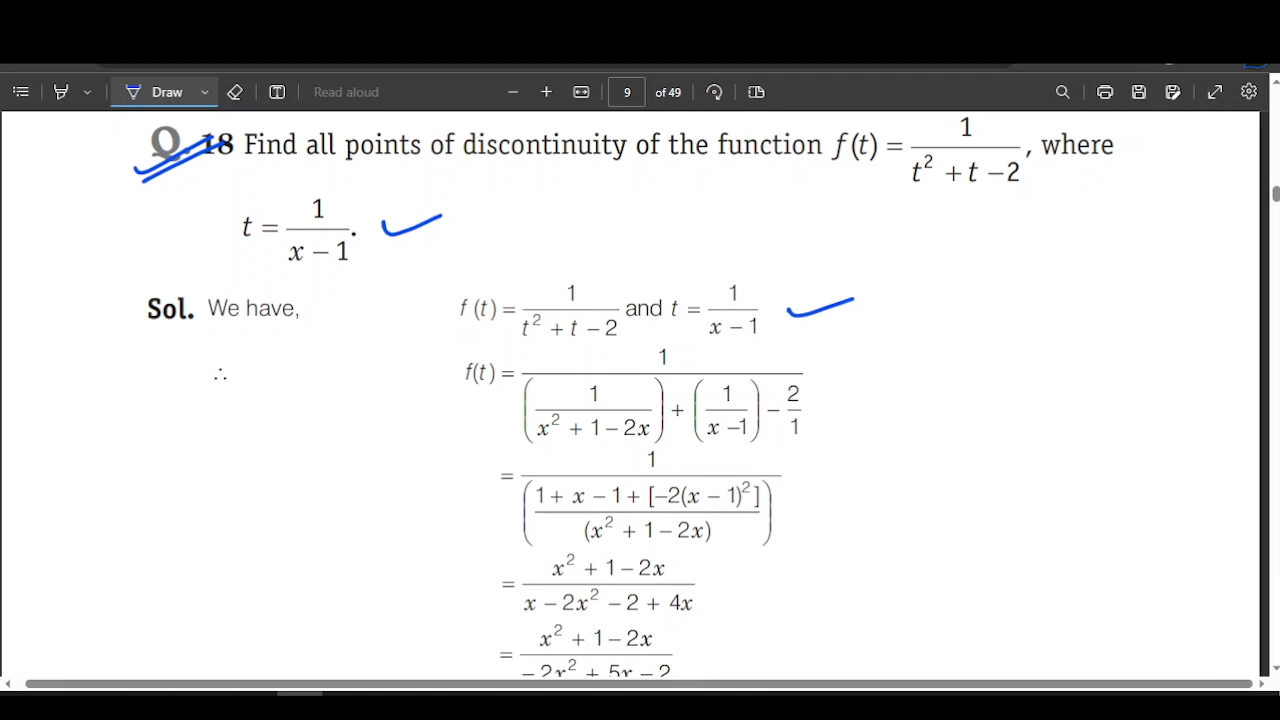 Draw Read aloud 9 of 49
Q. 18 Find all points of discontinuity of the function f(t) = 1/(t² + t − 2), where
t = 1/(x − 1).
Sol. We have, f(t) = 1/(t² + t − 2) and t = 1/(x − 1)
∴ f(t) = 1/((1/(x² + 1 − 2x)) + (1/(x − 1)) − 2/1)
= 1/((1 + x − 1 + [−2(x − 1)²])/(x² + 1 − 2x))
= (x² + 1 − 2x)/(x − 2x² − 2 + 4x)
= (x² + 1 − 2x)/(−2x² + 5x − 2)